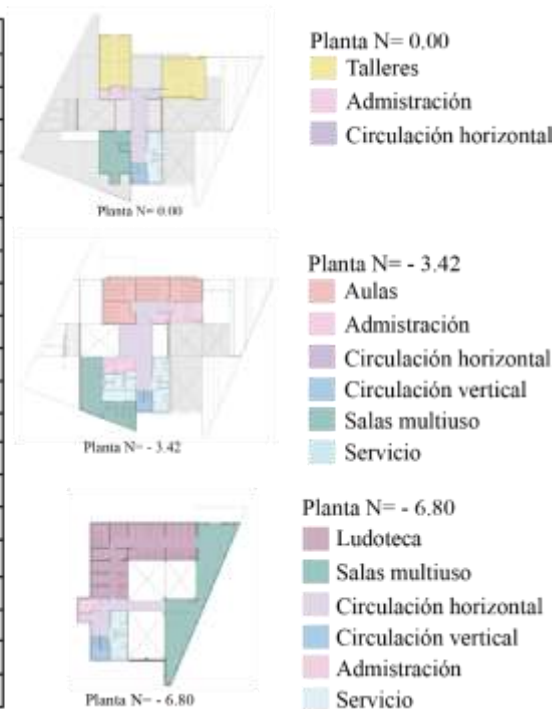 Planta N= 0.00
Talleres
Admistración
Circulación horizontal
Planta N= 0.00
Planta N= - 3.42
Aulas
Admistración
Circulación horizontal
Circulación vertical
Salas multiuso
Servicio
Planta N= - 3.42
Planta N= - 6.80
Ludoteca
Salas multiuso
Circulación horizontal
Circulación vertical
Admistración
Servicio
Planta N= - 6.80